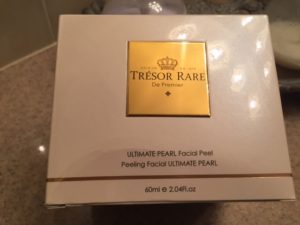 TRÉSOR RARE
De Premier
ULTIMATE PEARL Facial Peel
Peeling Facial ULTIMATE PEARL
60ml e 2.04fl.oz